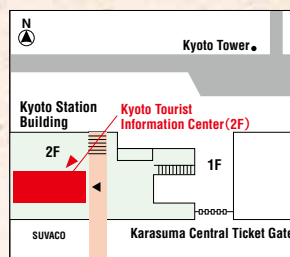 N
Kyoto Tower
Kyoto Station
Building
Kyoto Tourist
Information Center(2F)
2F
1F
SUVACO
Karasuma Central Ticket Gate